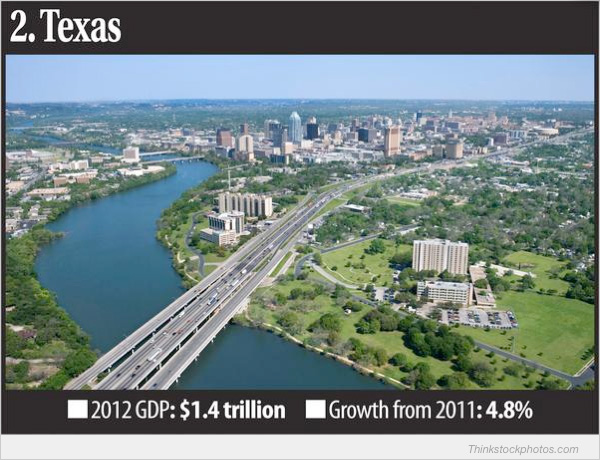 2. Texas
2012 GDP: $1.4 trillion Growth from 2011: 4.8%
Thinkstockphotos.com